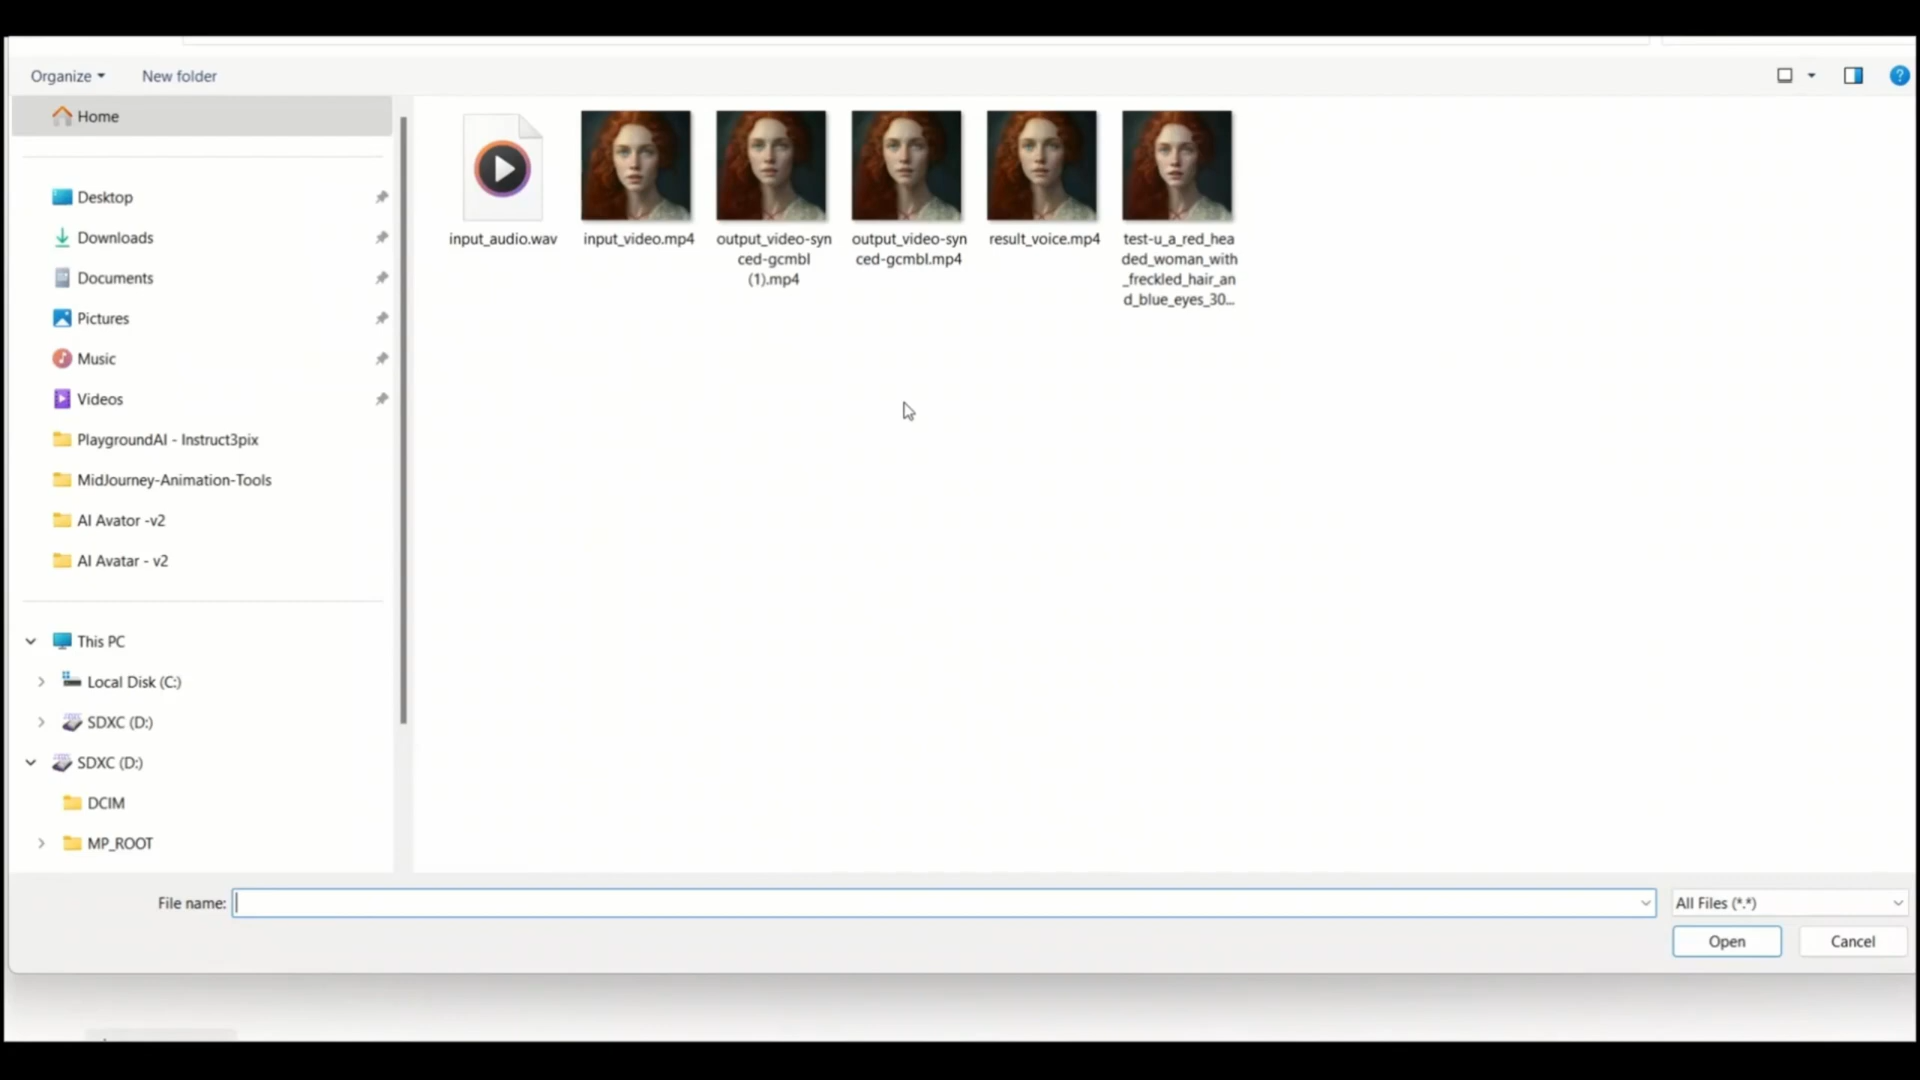 Organize
New folder
?
Home
Desktop
Downloads
Documents
Pictures
Music
Videos
PlaygroundAI - Instruct3pix
MidJourney-Animation-Tools
AI Avator -v2
AI Avatar - v2
This PC
Local Disk (C:)
SDXC (D:)
SDXC (D:)
DCIM
MP_ROOT
input_audio.wav
input_video.mp4
output_video-syn
ced-gcmbl
(1).mp4
output_video-syn
ced-gcmbl.mp4
result_voice.mp4
test-u_a_red_hea
ded_woman_with
_freckled_hair_an
d_blue_eyes_30...
File name:
All Files (*.*)
Open
Cancel